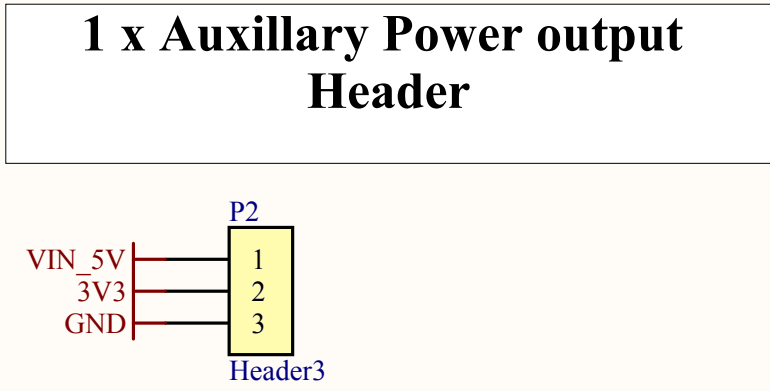 1 x Auxillary Power output
Header
P2
VIN_5V 1
3V3 2
GND 3
Header3